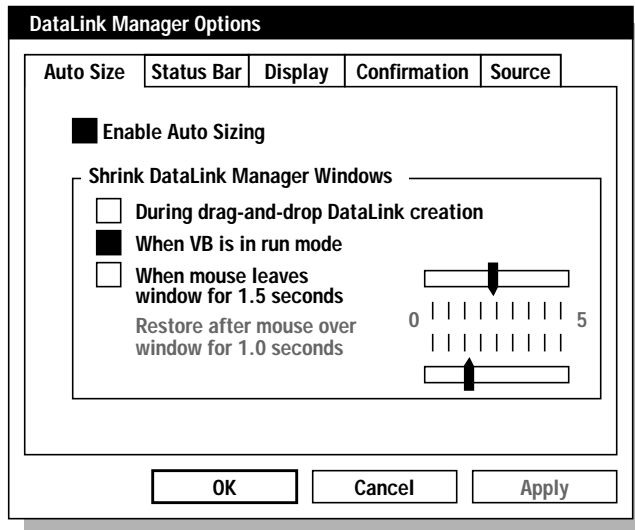 DataLink Manager Options
Auto Size Status Bar Display Confirmation Source
Enable Auto Sizing
Shrink DataLink Manager Windows
During drag-and-drop DataLink creation
When VB is in run mode
When mouse leaves
window for 1.5 seconds
Restore after mouse over
window for 1.0 seconds
0 5
OK Cancel Apply